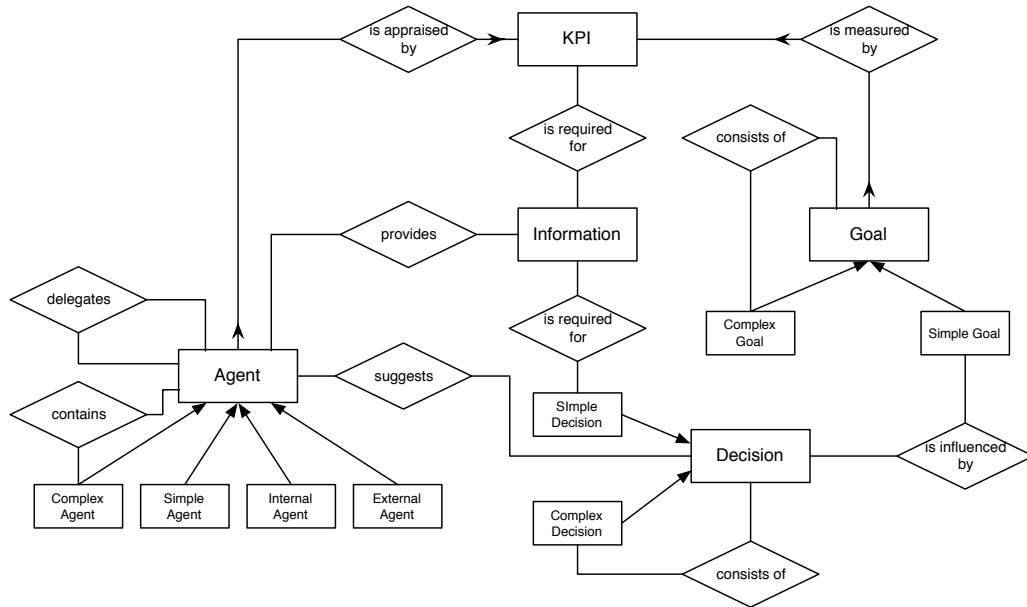 is appraised
by
KPI
is measured
by
is required
for
consists of
provides
Information
Goal
delegates
is required
for
Complex
Goal
Simple Goal
Agent
suggests
contains
SImple
Decision
Decision
is influenced
by
Complex
Agent
Simple
Agent
Internal
Agent
External
Agent
Complex
Decision
consists of